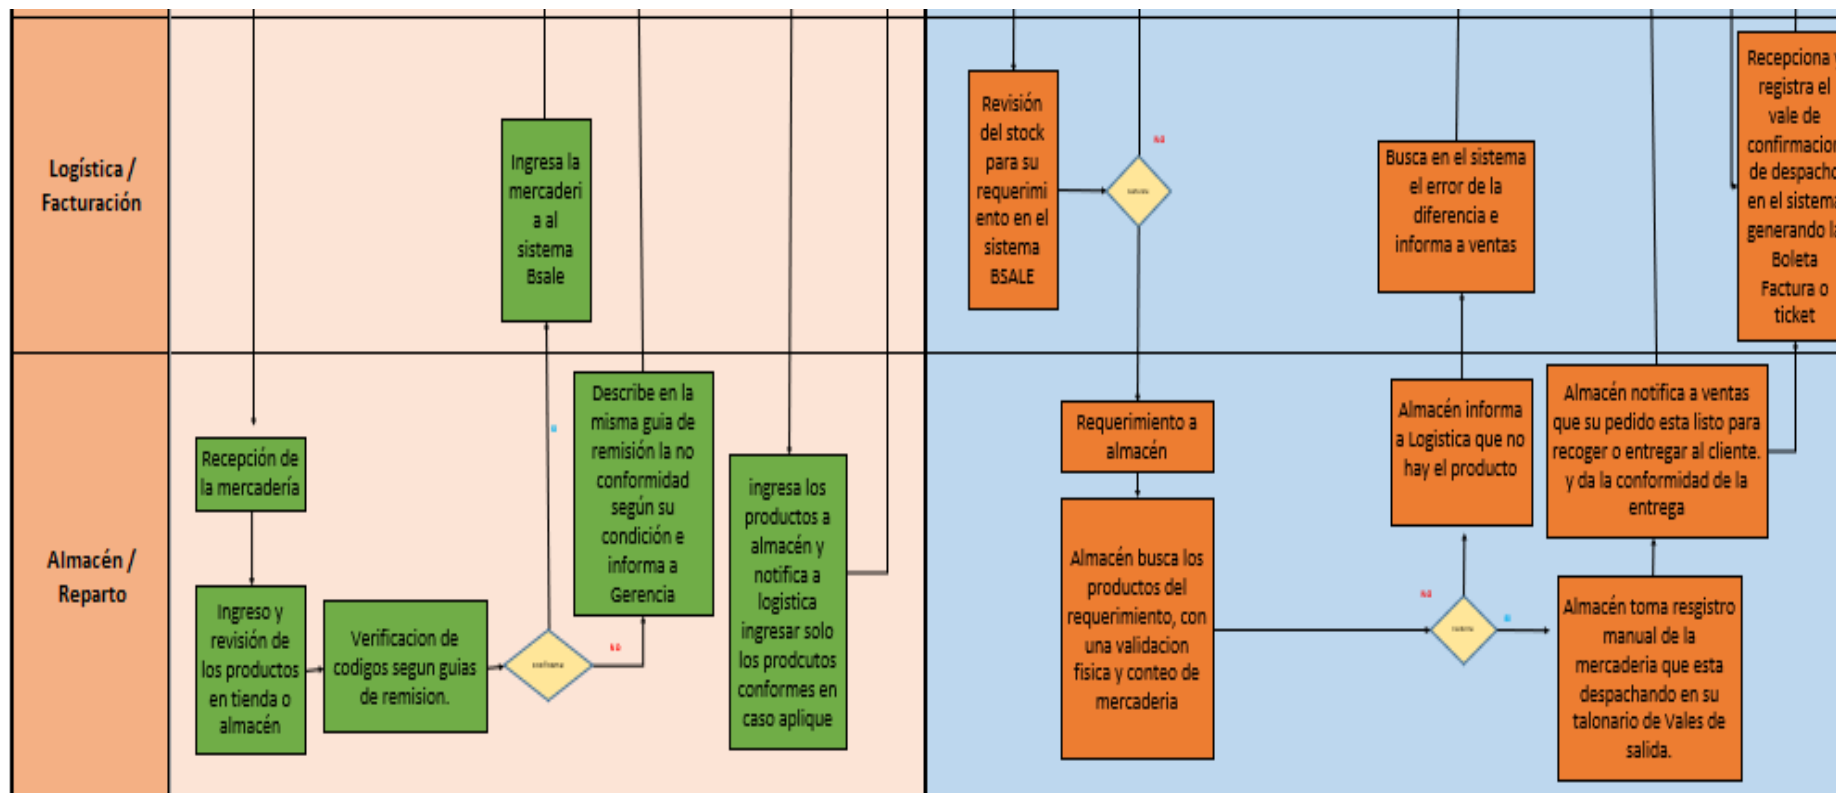 Logística /
Facturación
Ingresa la
mercaderi
a al
sistema
Bsale
Revisión
del stock
para su
requerimi
ento en el
sistema
BSALE
NO
Busca en el sistema
el error de la
diferencia e
informa a ventas
Recepciona
registra el
vale de
confirmacion
de despacho
en el sistema
generando la
Boleta
Factura o
ticket
Almacén /
Reparto
Recepción de
la mercadería
Ingreso y
revisión de
los productos
en tienda o
almacén
Verificacion de
codigos segun guias
de remision.
conforme
SI
NO
Describe en la
misma guia de
remisión la no
conformidad
según su
condición e
informa a
Gerencia
ingresa los
productos a
almacén y
notifica a
logistica
ingresar solo
los prodcutos
conformes en
caso aplique
Requerimiento a
almacén
Almacén busca los
productos del
requerimiento, con
una validacion
fisica y conteo de
mercaderia
NO
SI
Almacén informa
a Logistica que no
hay el producto
Almacén notifica a ventas
que su pedido esta listo para
recoger o entregar al cliente.
y da la conformidad de la
entrega
Almacén toma resgistro
manual de la
mercaderia que esta
despachando en su
talonario de Vales de
salida.